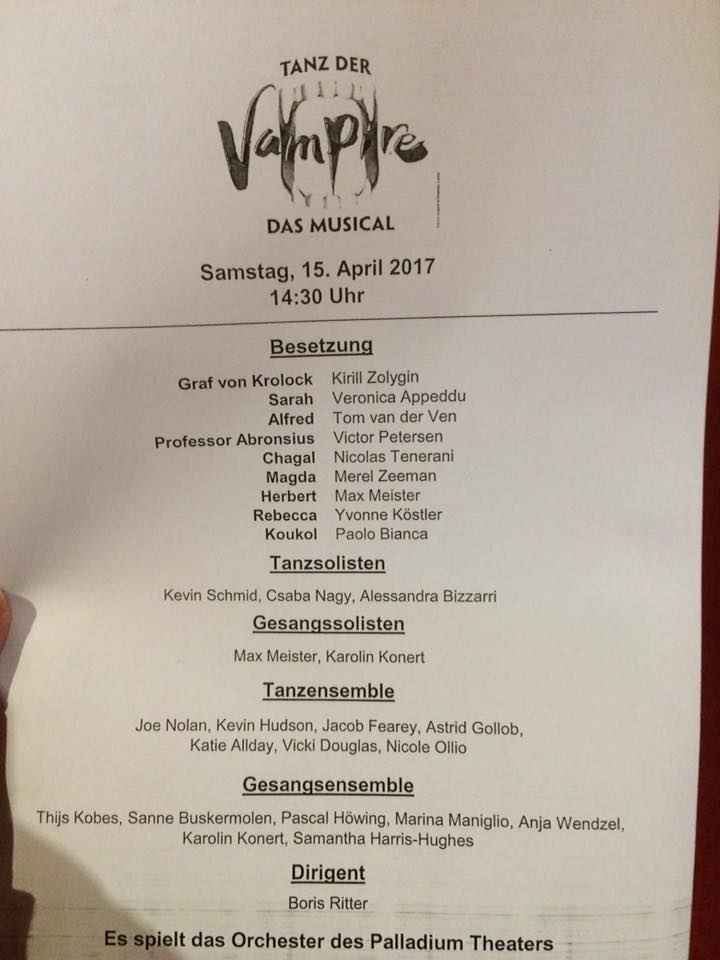 TANZ DER
Vampire
DAS MUSICAL
Samstag, 15. April 2017
14:30 Uhr
Besetzung
Graf von Krolock Kirill Zolygin
Sarah Veronica Appeddu
Alfred Tom van der Ven
Professor Abronsius Victor Petersen
Chagal Nicolas Tenerani
Magda Merel Zeeman
Herbert Max Meister
Rebecca Yvonne Köstler
Koukol Paolo Bianca
Tanzsolisten
Kevin Schmid, Csaba Nagy, Alessandra Bizzarri
Gesangssolisten
Max Meister, Karolin Konert
Tanzensemble
Joe Nolan, Kevin Hudson, Jacob Fearey, Astrid Gollob,
Katie Allday, Vicki Douglas, Nicole Ollio
Gesangsensemble
Thijs Kobes, Sanne Buskermolen, Pascal Höwing, Marina Maniglio, Anja Wendzel,
Karolin Konert, Samantha Harris-Hughes
Dirigent
Boris Ritter
Es spielt das Orchester des Palladium Theaters